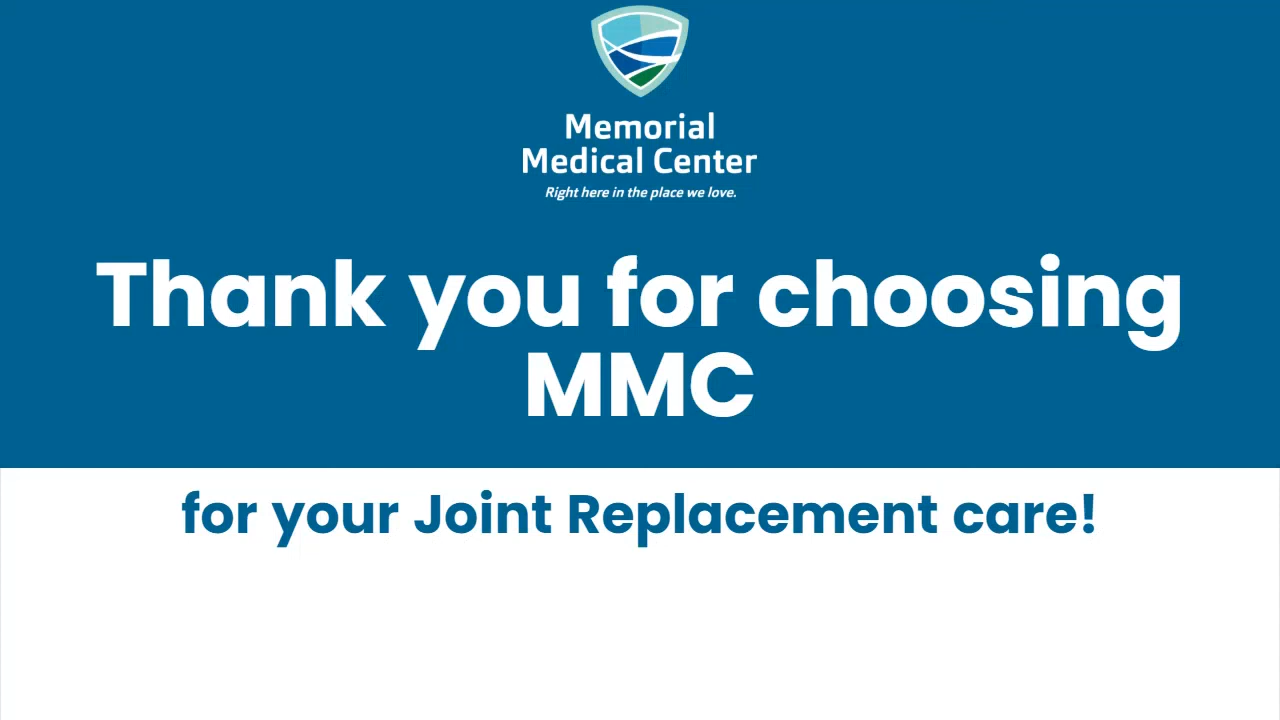 Memorial
Medical Center
Right here in the place we love.
Thank you for choosing
MMC
for your Joint Replacement care!